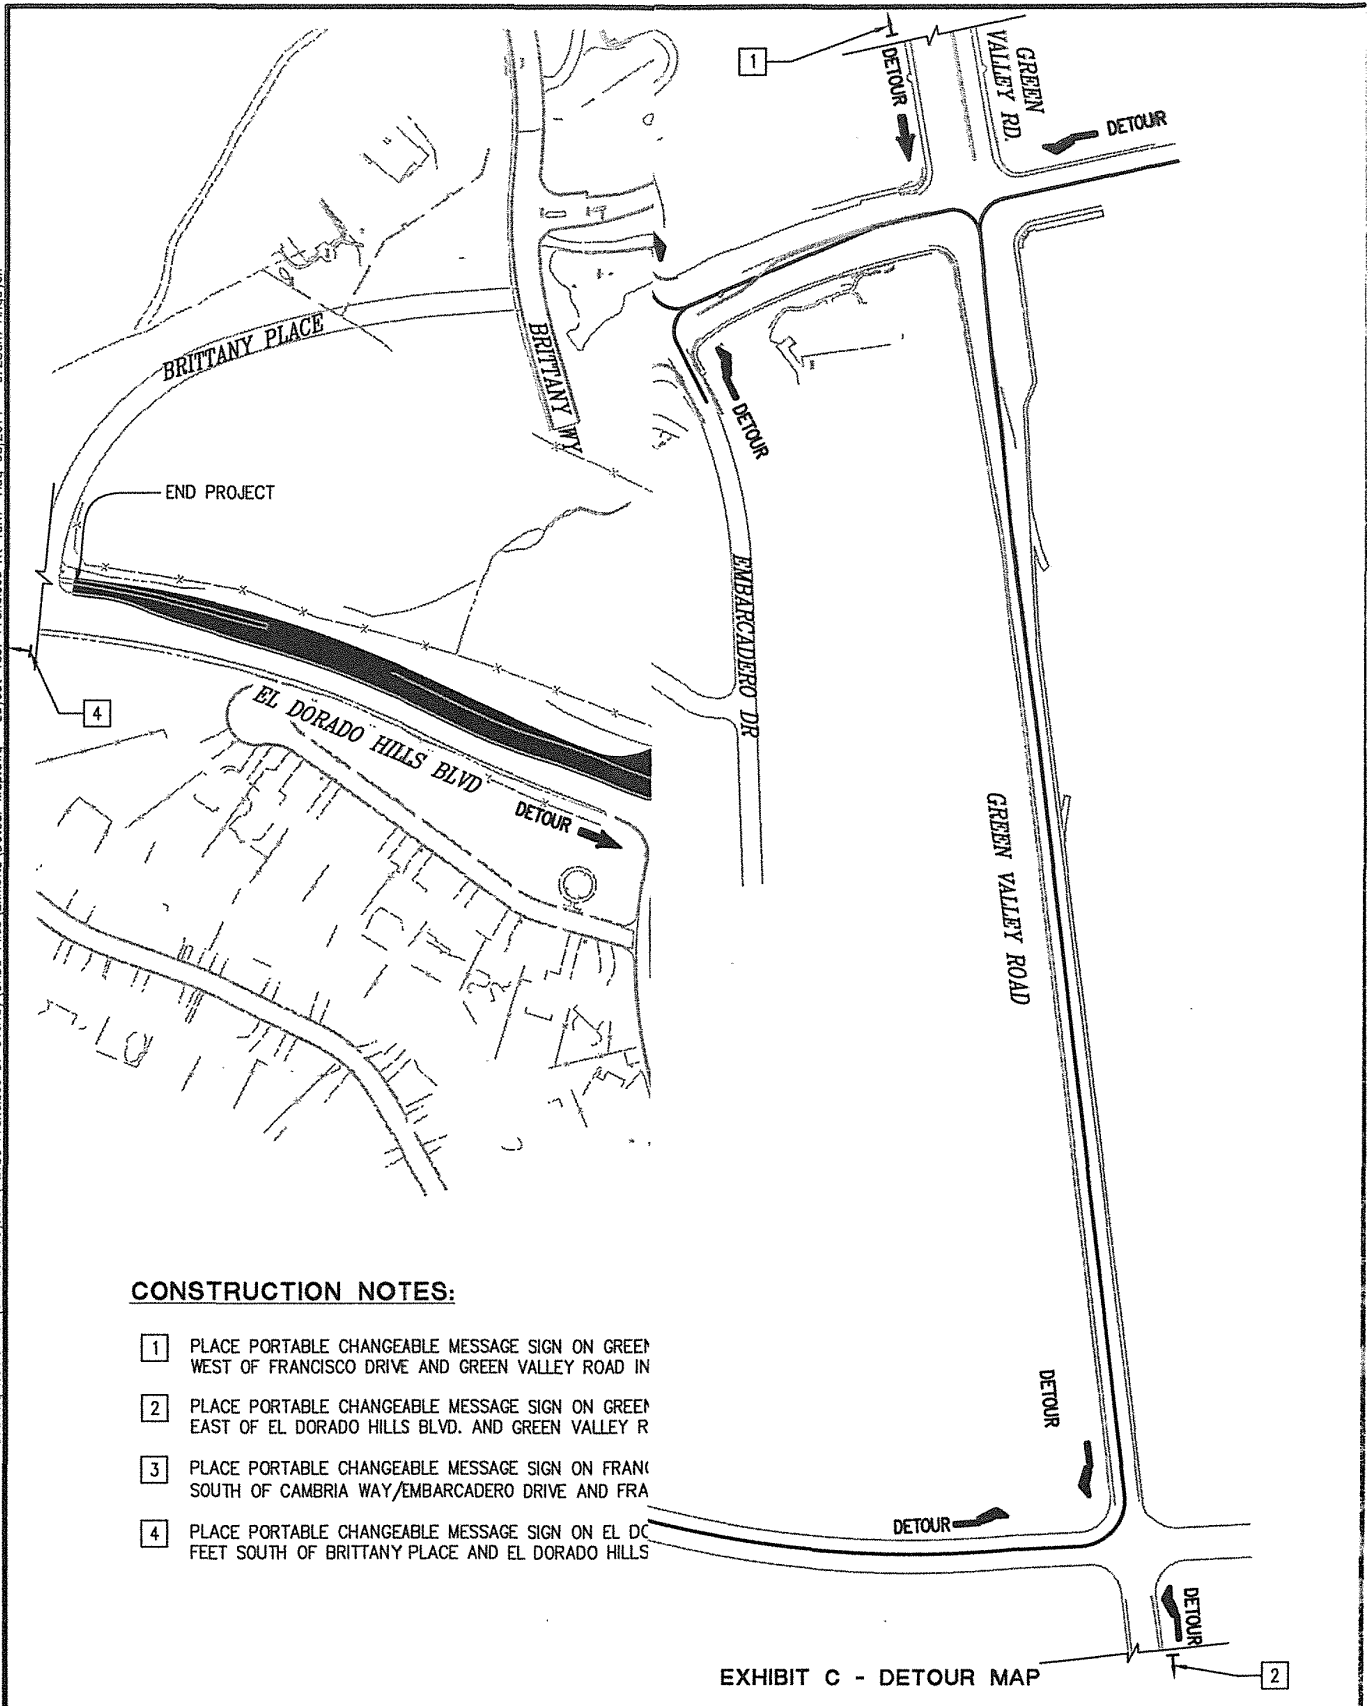 1
DETOUR
GREEN
VALLEY RD.
DETOUR
BRITTANY PLACE
BRITTANY WY
DETOUR
END PROJECT
EMBARCADERO DR
4
EL DORADO HILLS BLVD
DETOUR
GREEN VALLEY ROAD
CONSTRUCTION NOTES:
1 PLACE PORTABLE CHANGEABLE MESSAGE SIGN ON GREEN
WEST OF FRANCISCO DRIVE AND GREEN VALLEY ROAD IN
2 PLACE PORTABLE CHANGEABLE MESSAGE SIGN ON GREEN
EAST OF EL DORADO HILLS BLVD. AND GREEN VALLEY R
3 PLACE PORTABLE CHANGEABLE MESSAGE SIGN ON FRANC
SOUTH OF CAMBRIA WAY/EMBARCADERO DRIVE AND FRA
4 PLACE PORTABLE CHANGEABLE MESSAGE SIGN ON EL DO
FEET SOUTH OF BRITTANY PLACE AND EL DORADO HILLS
DETOUR
DETOUR
DETOUR
2
EXHIBIT C - DETOUR MAP